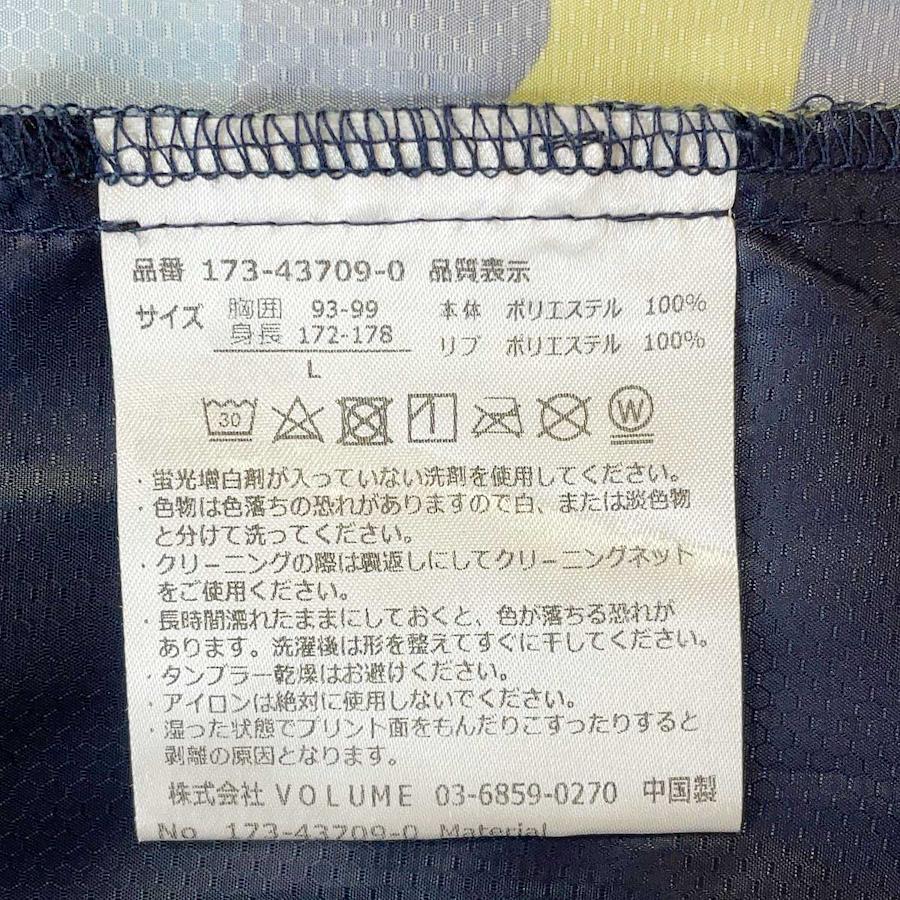 品番 173-43709-0 品質表示
サイズ 胸囲 93-99 本体 ポリエステル 100%
身長 172-178 リブ ポリエステル 100%
L
30 W
・蛍光増白剤が入っていない洗剤を使用してください。
・色物は色落ちの恐れがありますので白、または淡色物
と分けて洗ってください。
・クリーニングの際は裏返しにしてクリーニングネット
をご使用ください。
・長時間濡れたままにしておくと、色が落ちる恐れが
あります。洗濯後は形を整えてすぐに干してください。
・タンブラー乾燥はお避けください。
・アイロンは絶対に使用しないでください。
・湿った状態でプリント面をもんだりこすったりすると
剥離の原因となります。
株式会社 VOLUME 03-6859-0270 中国製
No 173-43709-0 Material